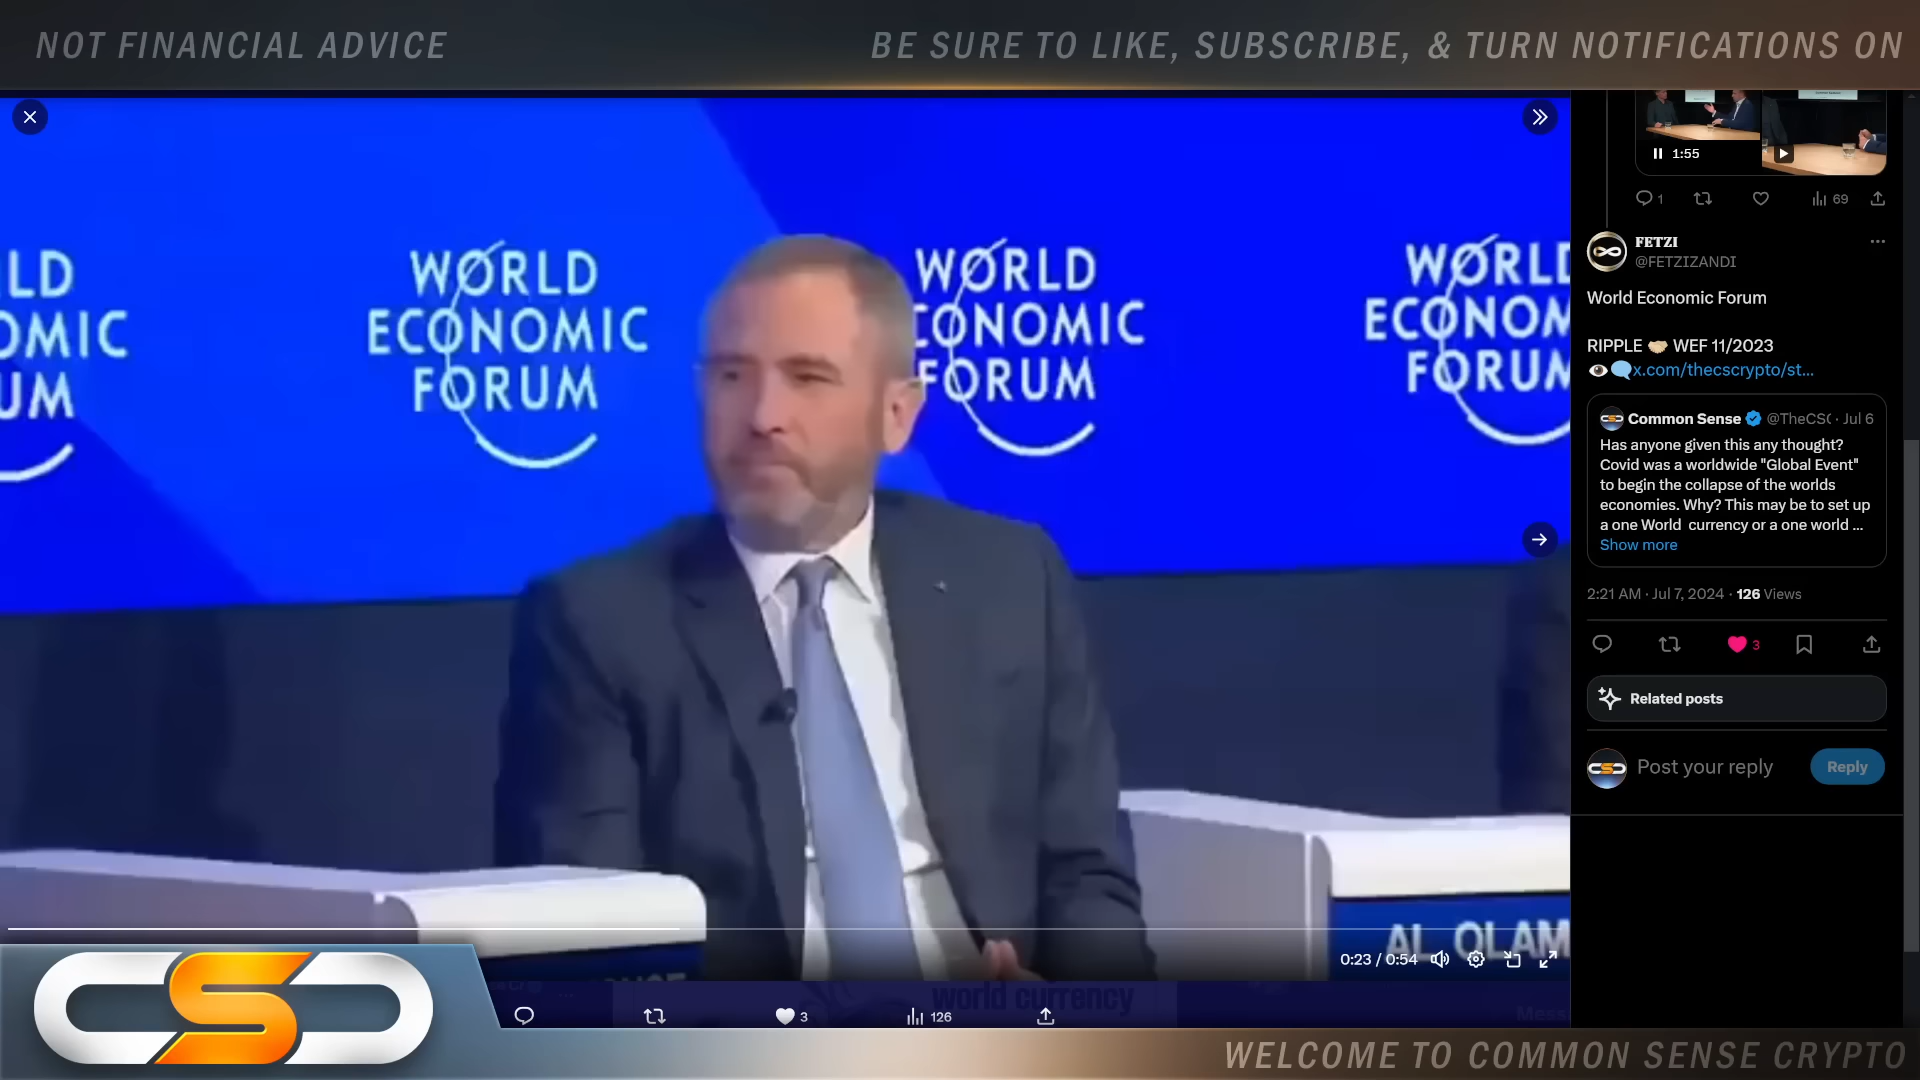 NOT FINANCIAL ADVICE
BE SURE TO LIKE, SUBSCRIBE, & TURN NOTIFICATIONS ON
WORLD
ECONOMIC
FORUM
WORLD
ECONOMIC
FORUM
1:55
1
69
FETZI
@FETZIZANDI
World Economic Forum
RIPPLE 🤝 WEF 11/2023
👁️🗨️x.com/thecscrypto/st...
Common Sense @TheCS( · Jul 6
Has anyone given this any thought?
Covid was a worldwide "Global Event"
to begin the collapse of the worlds
economies. Why? This may be to set up
a one World currency or a one world ...
Show more
2:21 AM · Jul 7, 2024 · 126 Views
3
Related posts
Post your reply
Reply
AL QLAM
0:23 / 0:54
world currency
3
126
CSC
WELCOME TO COMMON SENSE CRYPTO